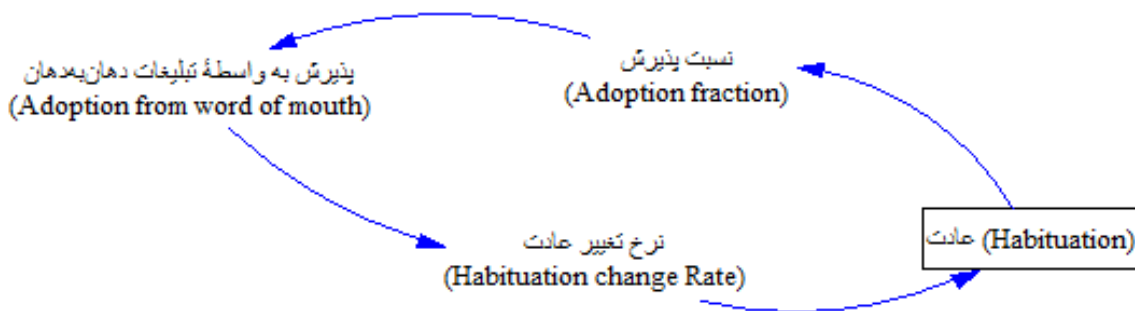 نسبت پذیرش
(Adoption fraction)
پذیرش به واسطهٔ تبلیغات دهان‌به‌دهان
(Adoption from word of mouth)
نرخ تغییر عادت
(Habituation change Rate)
عادت (Habituation)